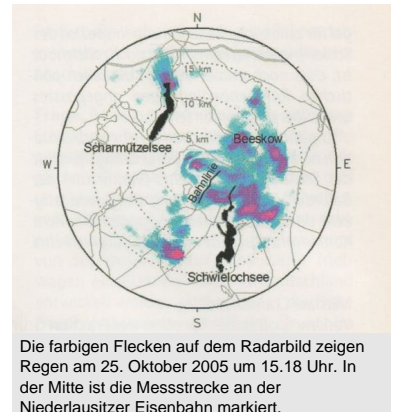 N
15 km
10 km
5 km
Beeskow
Scharmützelsee
W
E
Bahnlinie
Schwielochsee
S
Die farbigen Flecken auf dem Radarbild zeigen
Regen am 25. Oktober 2005 um 15.18 Uhr. In
der Mitte ist die Messstrecke an der
Niederlausitzer Eisenbahn markiert.